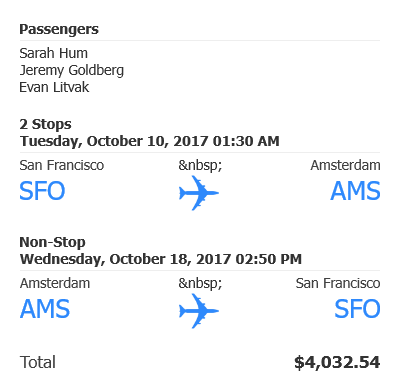 Passengers
Sarah Hum
Jeremy Goldberg
Evan Litvak
2 Stops
Tuesday, October 10, 2017 01:30 AM
San Francisco &nbsp; Amsterdam
SFO AMS
Non-Stop
Wednesday, October 18, 2017 02:50 PM
Amsterdam &nbsp; San Francisco
AMS SFO
Total $4,032.54